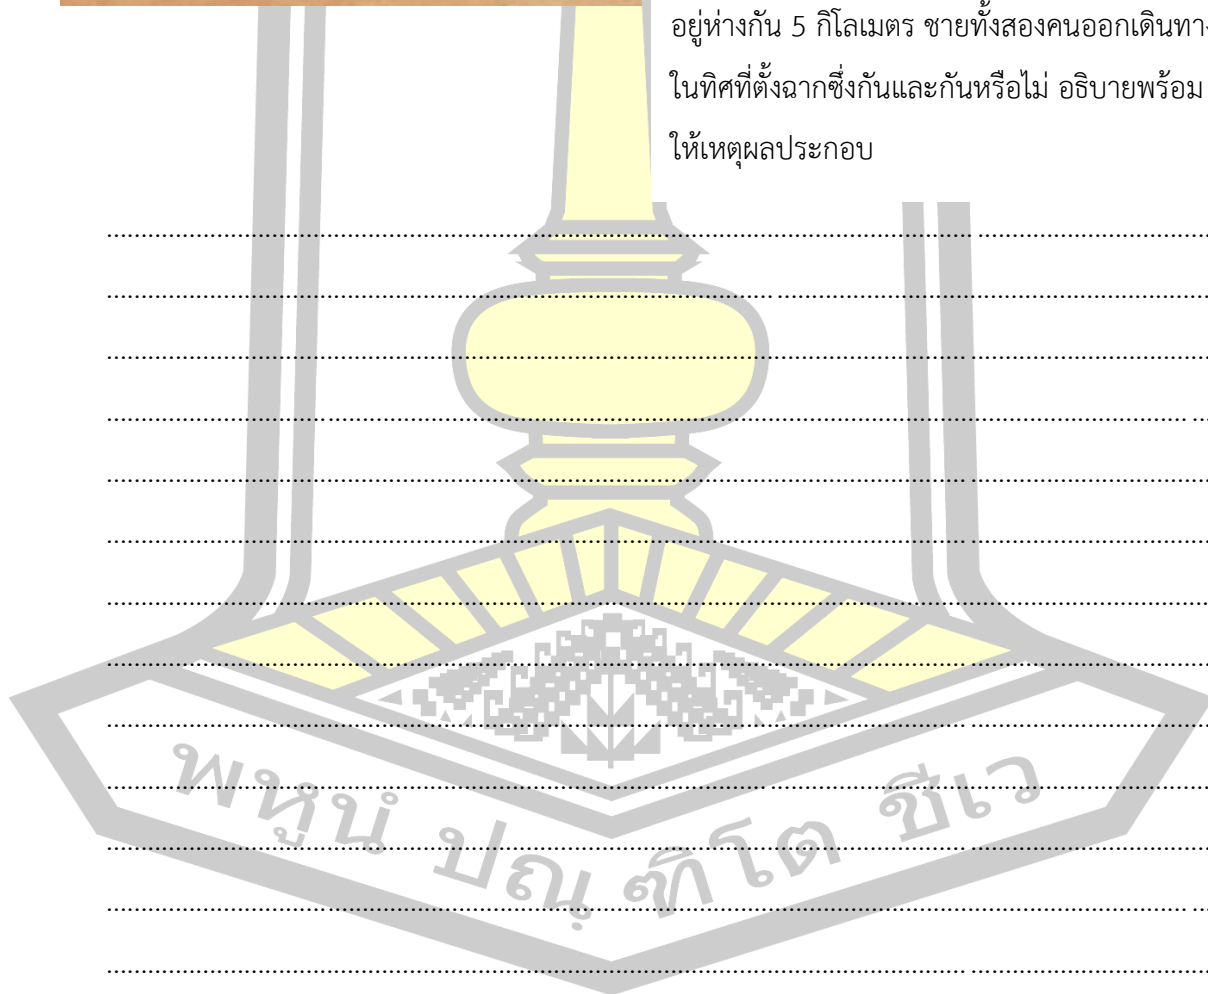 อยู่ห่างกัน 5 กิโลเมตร ชายทั้งสองคนออกเดินทาง
ในทิศที่ตั้งฉากซึ่งกันและกันหรือไม่ อธิบายพร้อม
ให้เหตุผลประกอบ
พหูนํ ปณฺฑิโต ชีเว